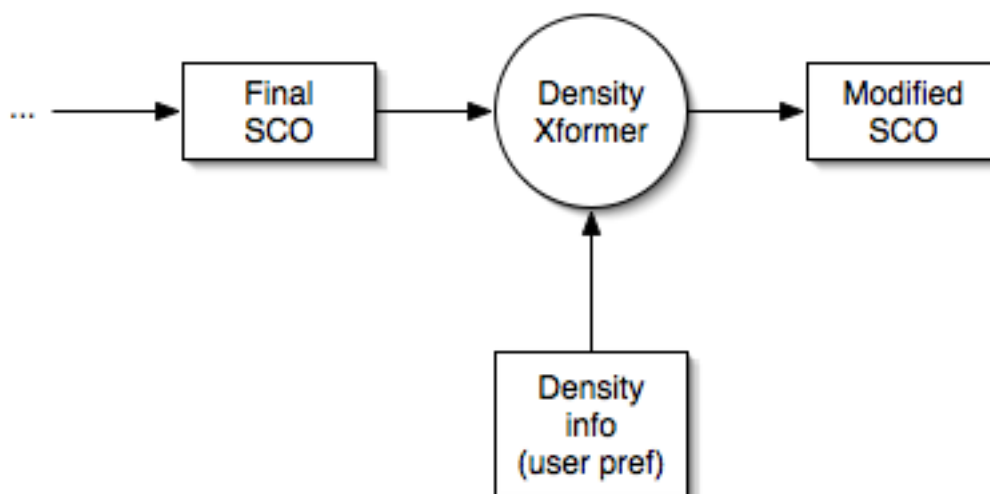 ...
Final
SCO
Density
Xformer
Modified
SCO
Density
info
(user pref)